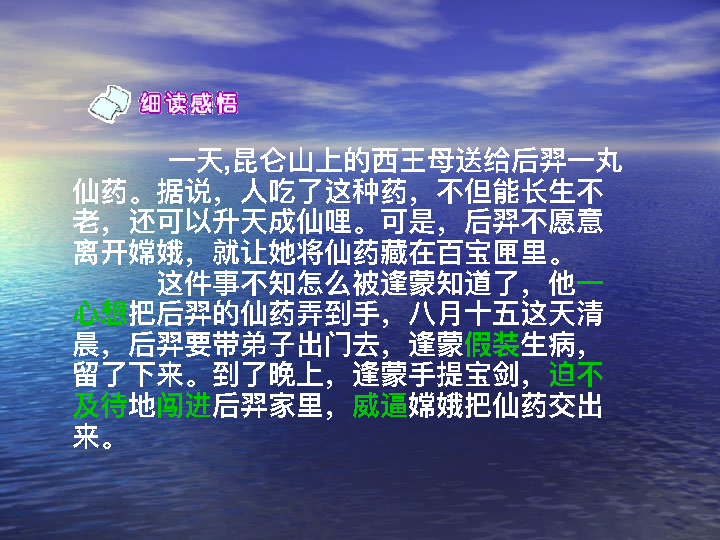 细读感悟
一天,昆仑山上的西王母送给后羿一丸
仙药。据说，人吃了这种药，不但能长生不
老，还可以升天成仙哩。可是，后羿不愿意
离开嫦娥，就让她将仙药藏在百宝匣里。
这件事不知怎么被逢蒙知道了，他一
心想把后羿的仙药弄到手，八月十五这天清
晨，后羿要带弟子出门去，逢蒙假装生病，
留了下来。到了晚上，逢蒙手提宝剑，迫不
及待地闯进后羿家里，威逼嫦娥把仙药交出
来。